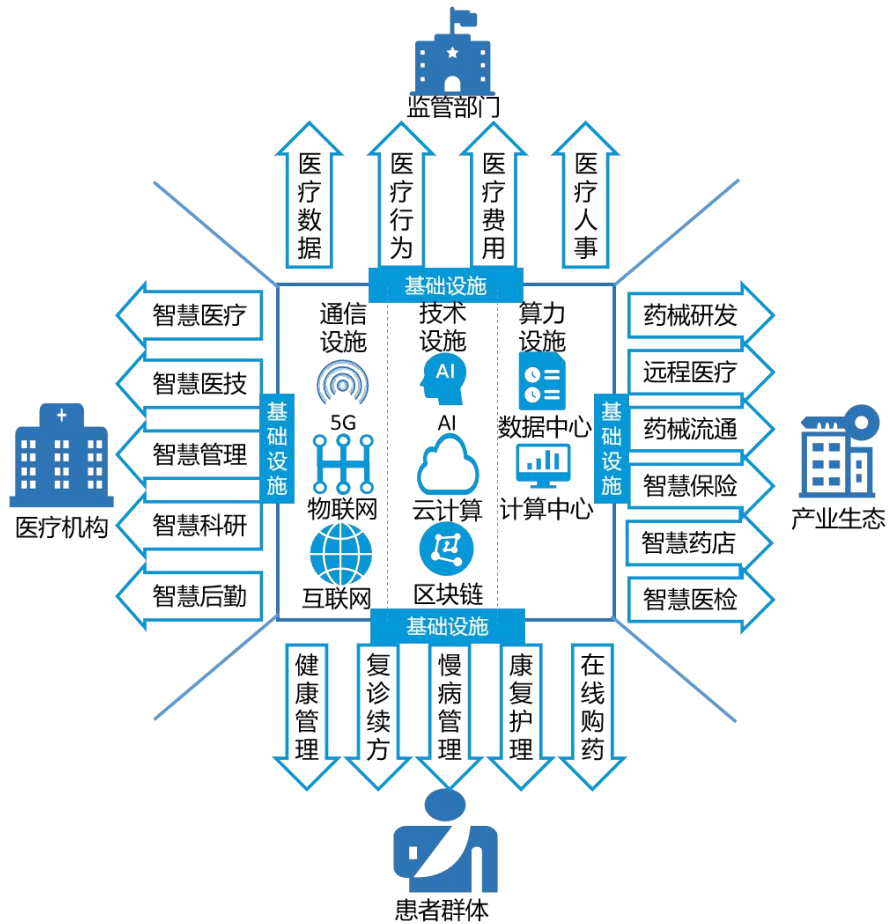 监管部门
医疗数据
医疗行为
医疗费用
医疗人事
基础设施
智慧医疗
智慧医技
智慧管理
智慧科研
智慧后勤
医疗机构
基础设施
通信
设施
5G
物联网
互联网
技术
设施
AI
AI
云计算
区块链
算力
设施
数据中心
计算中心
基础设施
药械研发
远程医疗
药械流通
智慧保险
智慧药店
智慧医检
产业生态
基础设施
健康管理
复诊续方
慢病管理
康复护理
在线购药
患者群体